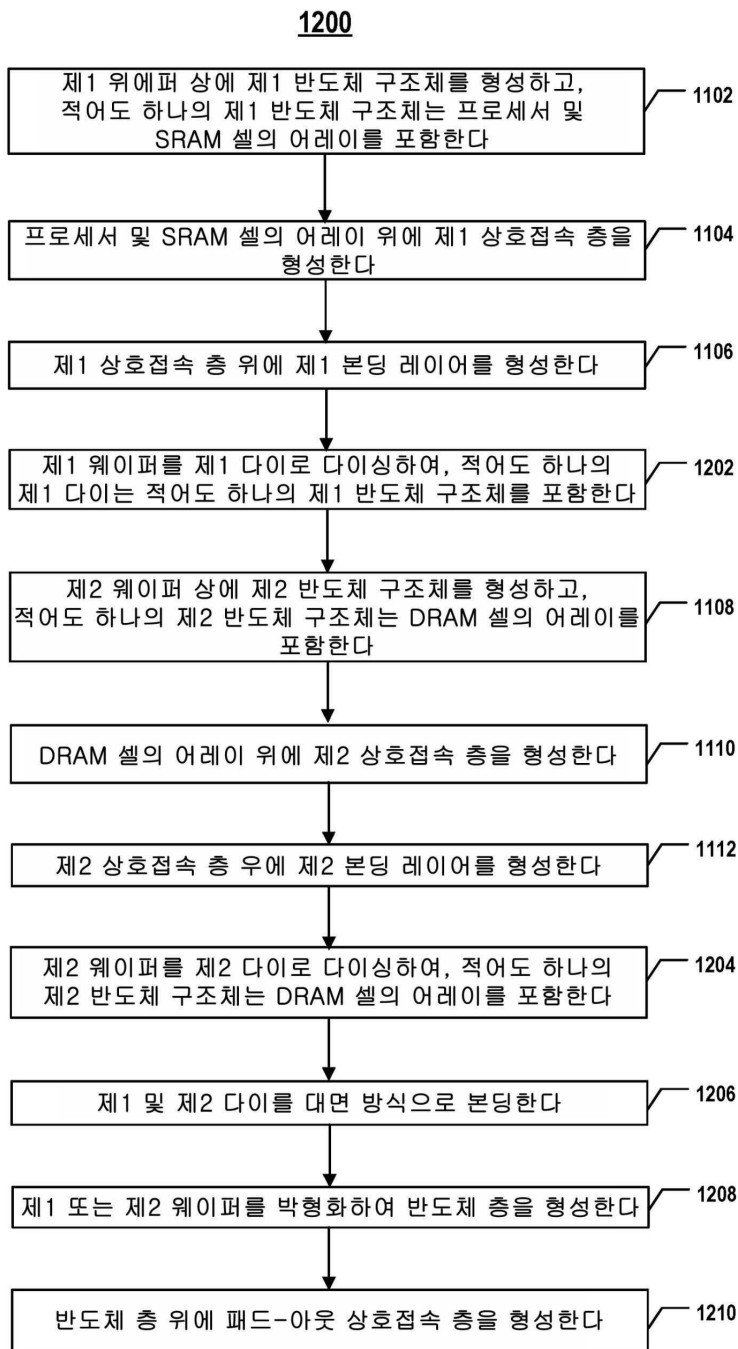 1200
제1 위에퍼 상에 제1 반도체 구조체를 형성하고,
적어도 하나의 제1 반도체 구조체는 프로세서 및
SRAM 셀의 어레이를 포함한다
1102
프로세서 및 SRAM 셀의 어레이 위에 제1 상호접속 층을
형성한다
1104
제1 상호접속 층 위에 제1 본딩 레이어를 형성한다
1106
제1 웨이퍼를 제1 다이로 다이싱하여, 적어도 하나의
제1 다이는 적어도 하나의 제1 반도체 구조체를 포함한다
1202
제2 웨이퍼 상에 제2 반도체 구조체를 형성하고,
적어도 하나의 제2 반도체 구조체는 DRAM 셀의 어레이를
포함한다
1108
DRAM 셀의 어레이 위에 제2 상호접속 층을 형성한다
1110
제2 상호접속 층 우에 제2 본딩 레이어를 형성한다
1112
제2 웨이퍼를 제2 다이로 다이싱하여, 적어도 하나의
제2 반도체 구조체는 DRAM 셀의 어레이를 포함한다
1204
제1 및 제2 다이를 대면 방식으로 본딩한다
1206
제1 또는 제2 웨이퍼를 박형화하여 반도체 층을 형성한다
1208
반도체 층 위에 패드-아웃 상호접속 층을 형성한다
1210